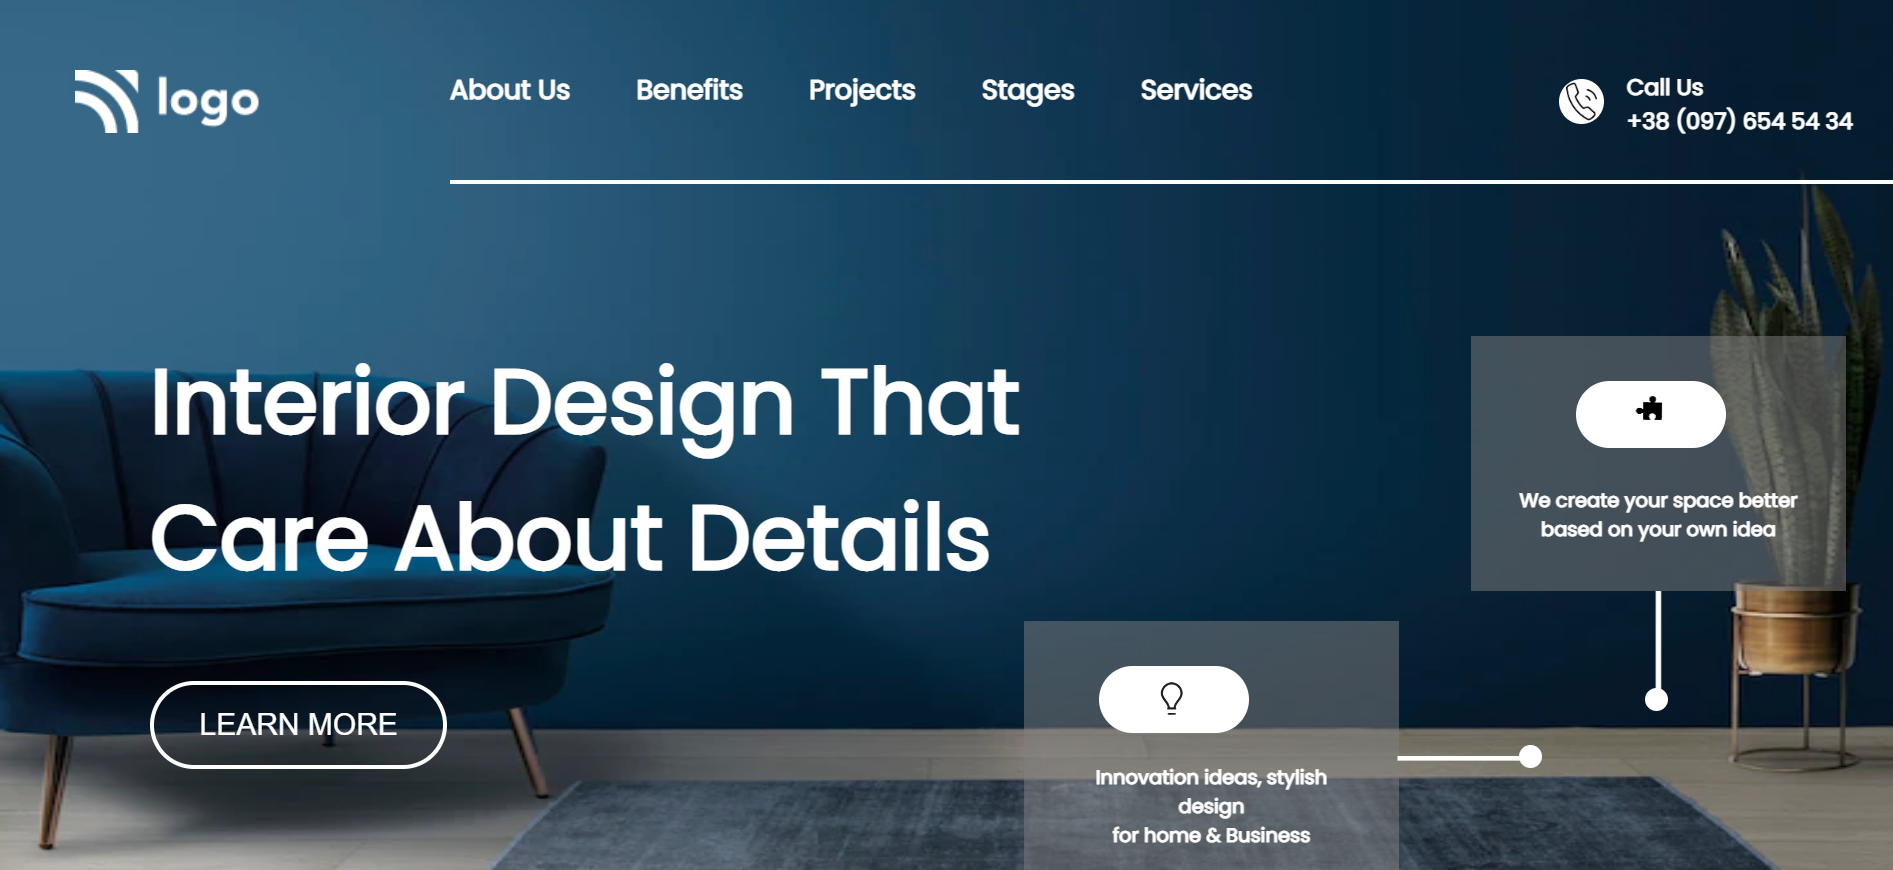 logo
About Us
Benefits
Projects
Stages
Services
Call Us
+38 (097) 654 54 34
Interior Design That
Care About Details
LEARN MORE
We create your space better
based on your own idea
Innovation ideas, stylish
design
for home & Business